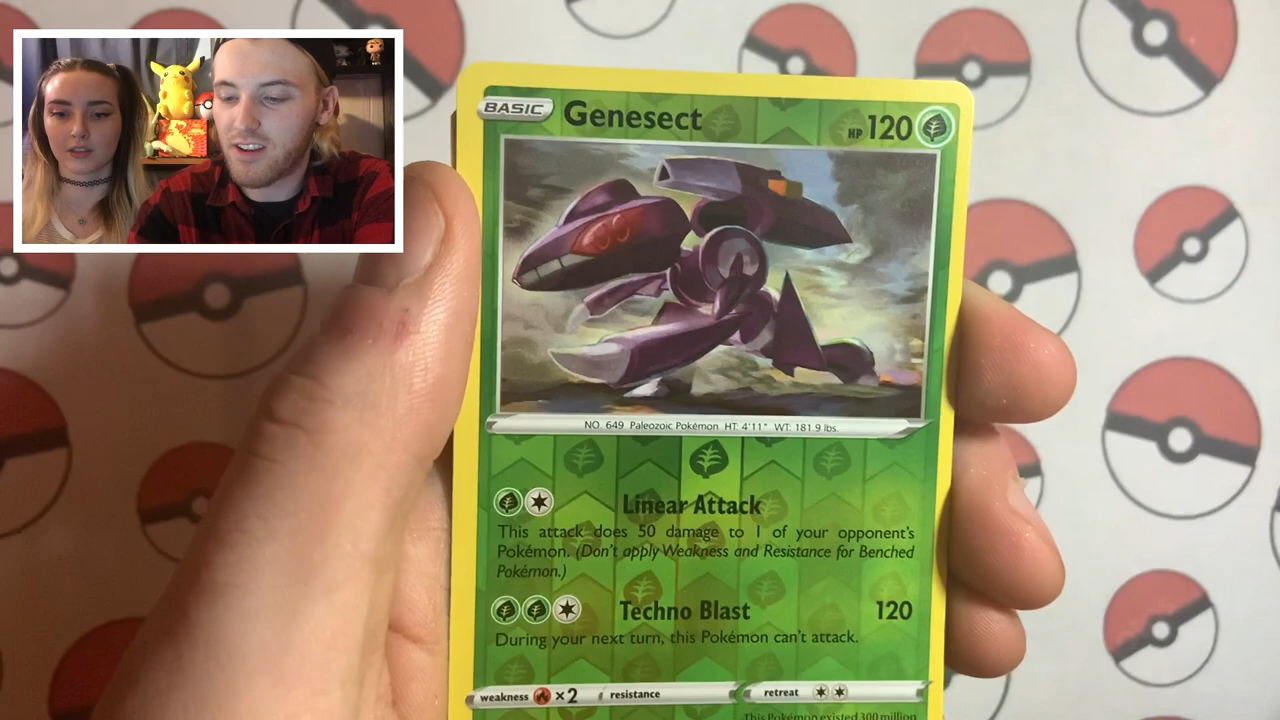 BASIC Genesect HP 120
NO. 649 Paleozoic Pokémon HT: 4'11" WT: 181.9 lbs.
Linear Attack
This attack does 50 damage to 1 of your opponent's
Pokémon. (Don't apply Weakness and Resistance for Benched
Pokémon.)
Techno Blast 120
During your next turn, this Pokémon can't attack.
weakness ×2 resistance retreat
This Pokémon existed 300 million